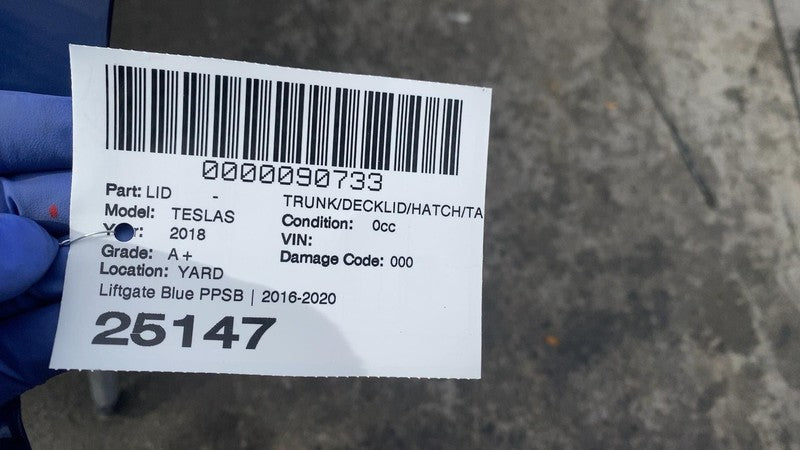 0000090733
Part: LID - TRUNK/DECKLID/HATCH/TA
Model: TESLAS Condition: 0cc
Year: 2018 VIN:
Grade: A+ Damage Code: 000
Location: YARD
Liftgate Blue PPSB | 2016-2020
25147